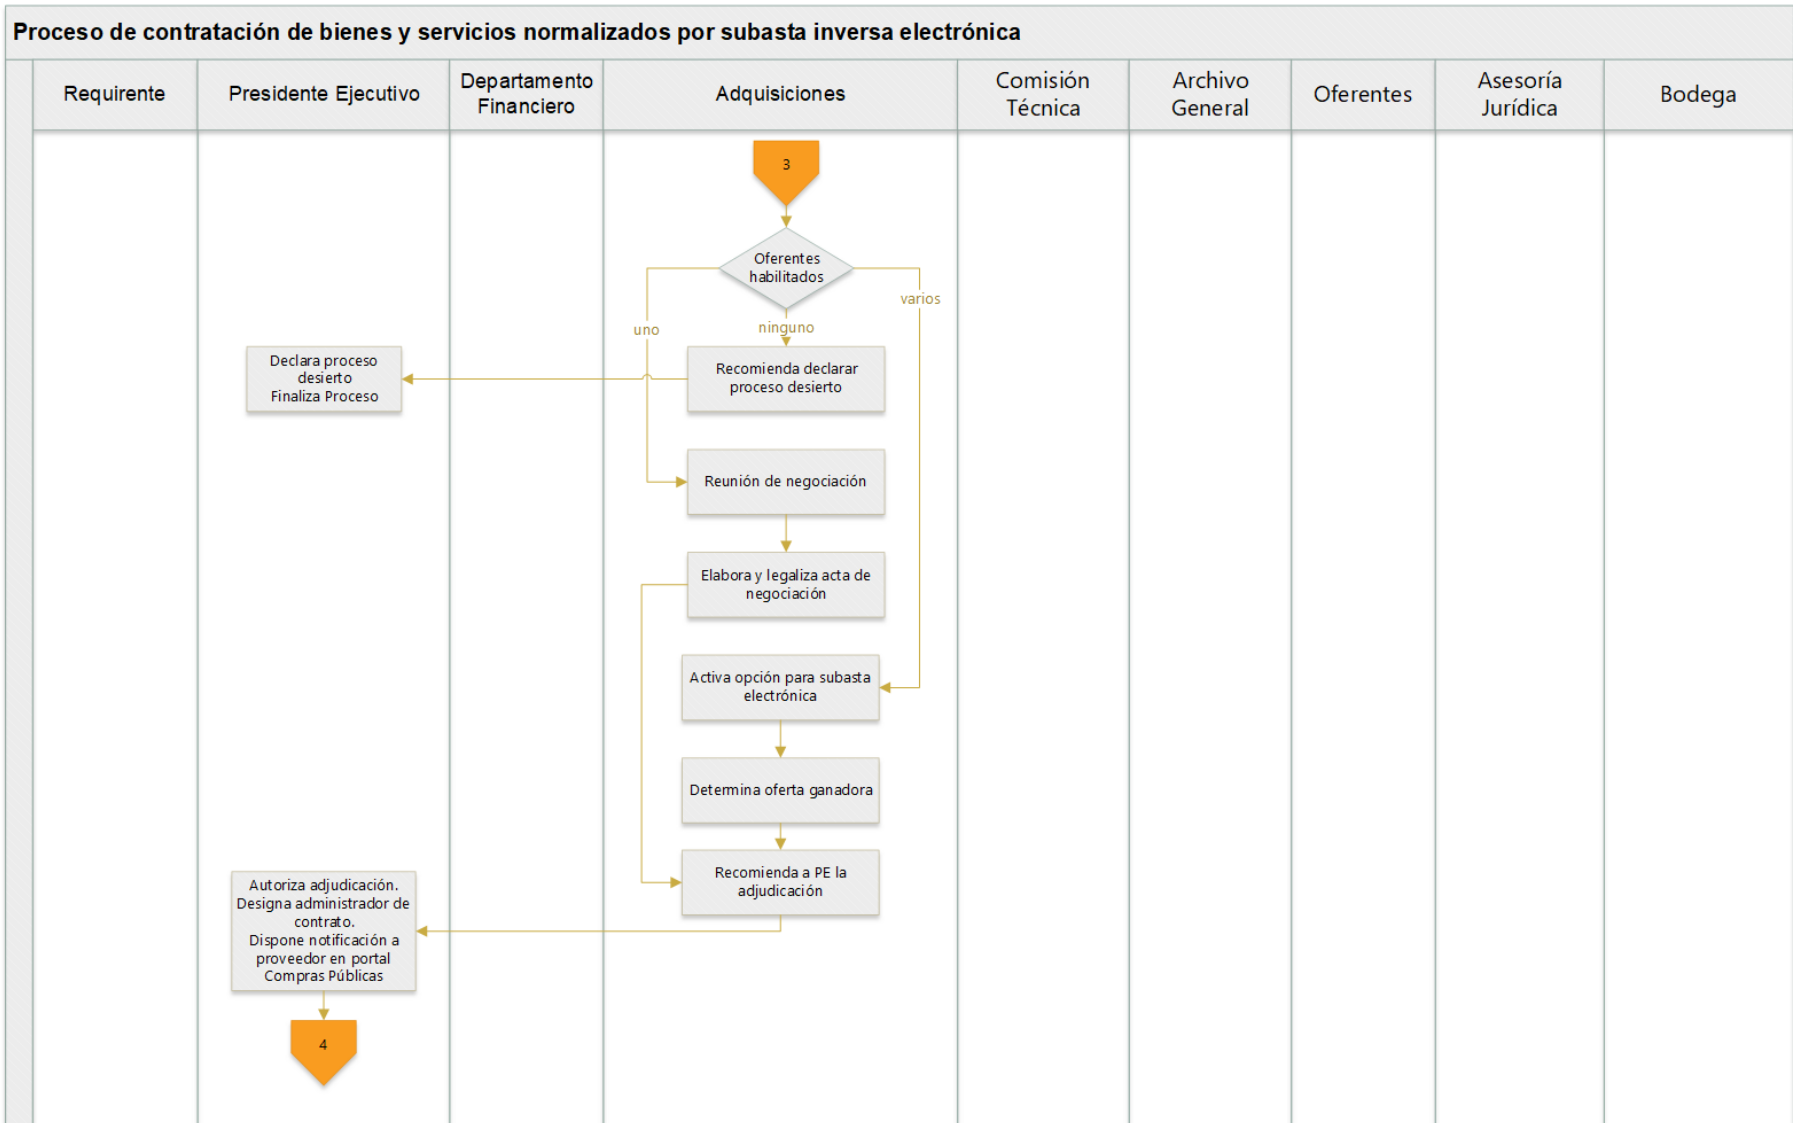 Proceso de contratación de bienes y servicios normalizados por subasta inversa electrónica
Requirente
Presidente Ejecutivo
Departamento
Financiero
Adquisiciones
Comisión
Técnica
Archivo
General
Oferentes
Asesoría
Jurídica
Bodega
3
Oferentes
habilitados
varios
uno
ninguno
Declara proceso
desierto
Finaliza Proceso
Recomienda declarar
proceso desierto
Reunión de negociación
Elabora y legaliza acta de
negociación
Activa opción para subasta
electrónica
Determina oferta ganadora
Recomienda a PE la
adjudicación
Autoriza adjudicación.
Designa administrador de
contrato.
Dispone notificación a
proveedor en portal
Compras Públicas
4